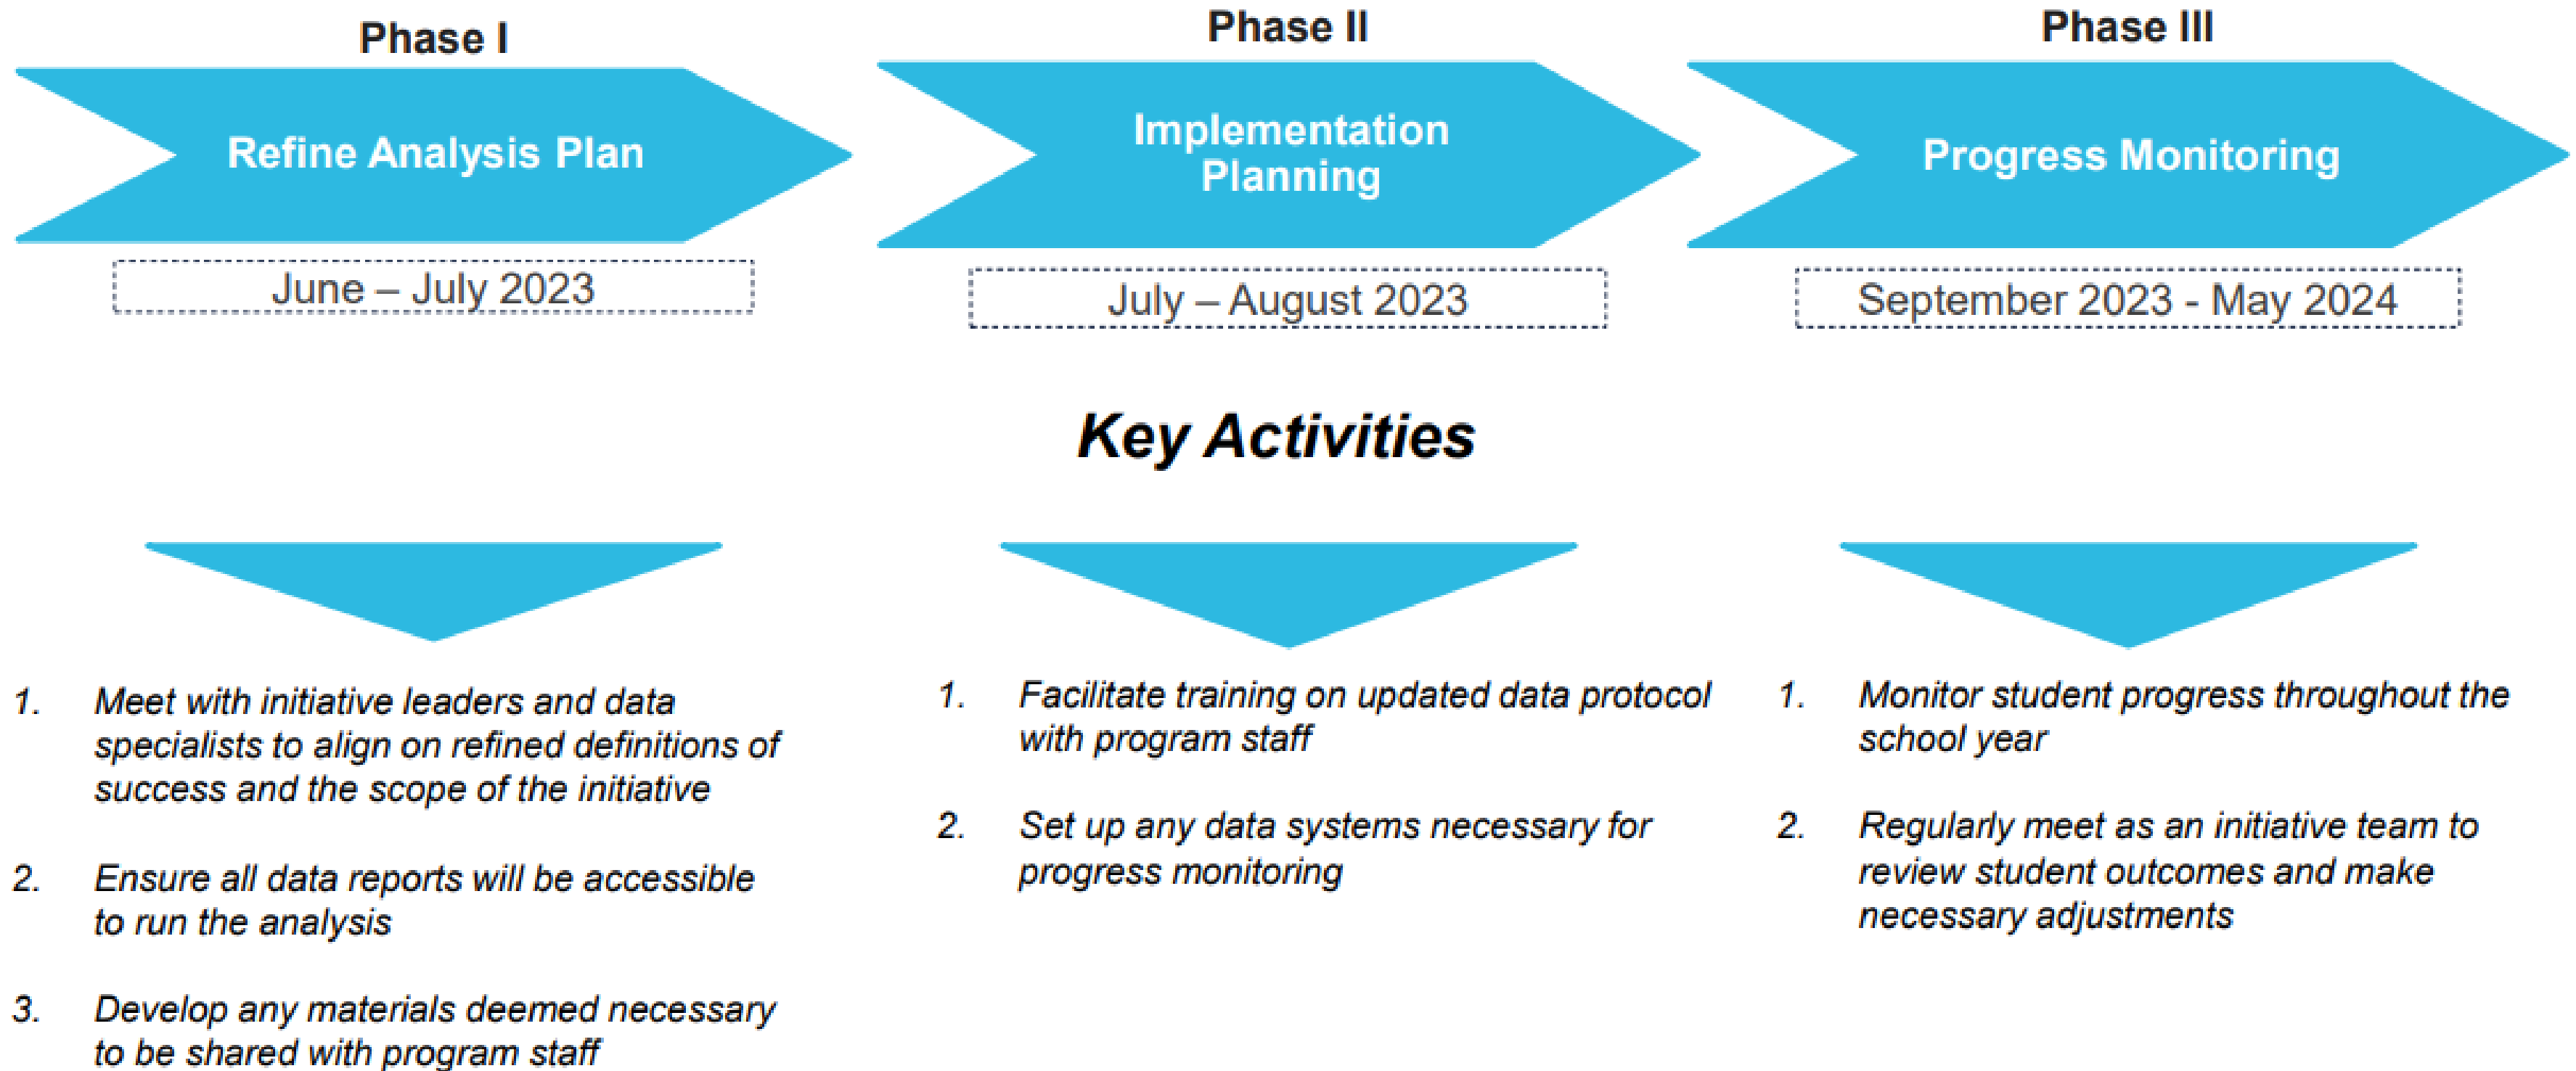 Phase I
Phase II
Phase III
Refine Analysis Plan
Implementation
Planning
Progress Monitoring
June – July 2023
July – August 2023
September 2023 - May 2024
Key Activities
1. Meet with initiative leaders and data
specialists to align on refined definitions of
success and the scope of the initiative
2. Ensure all data reports will be accessible
to run the analysis
3. Develop any materials deemed necessary
to be shared with program staff
1. Facilitate training on updated data protocol
with program staff
2. Set up any data systems necessary for
progress monitoring
1. Monitor student progress throughout the
school year
2. Regularly meet as an initiative team to
review student outcomes and make
necessary adjustments